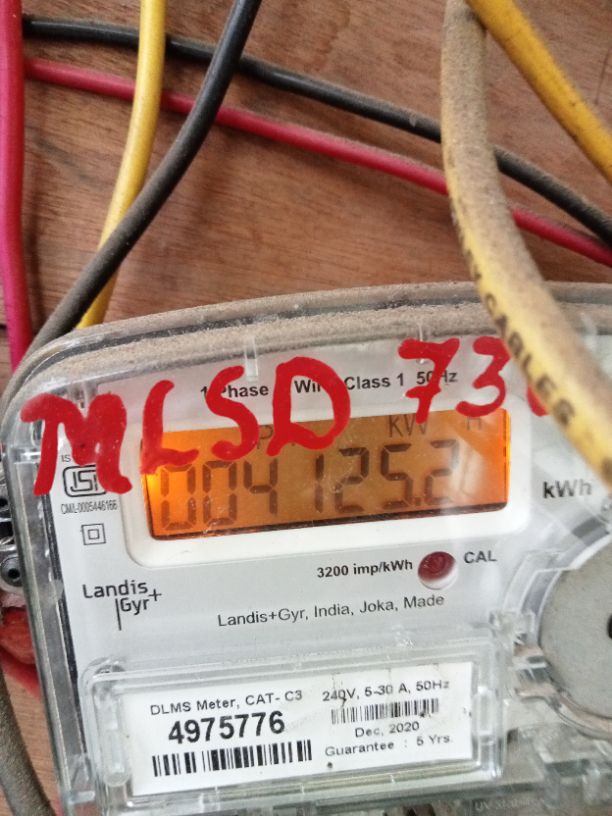 1 Phase Wire Class 1 50Hz
MLSD 73
KW
004125.2
kWh
CM/L-0005446166
3200 imp/kWh CAL
Landis
Gyr+
Landis+Gyr, India, Joka, Made
DLMS Meter, CAT- C3 240V, 5-30 A, 50Hz
4975776
Dec, 2020
Guarantee : 5 Yrs.
CABLES